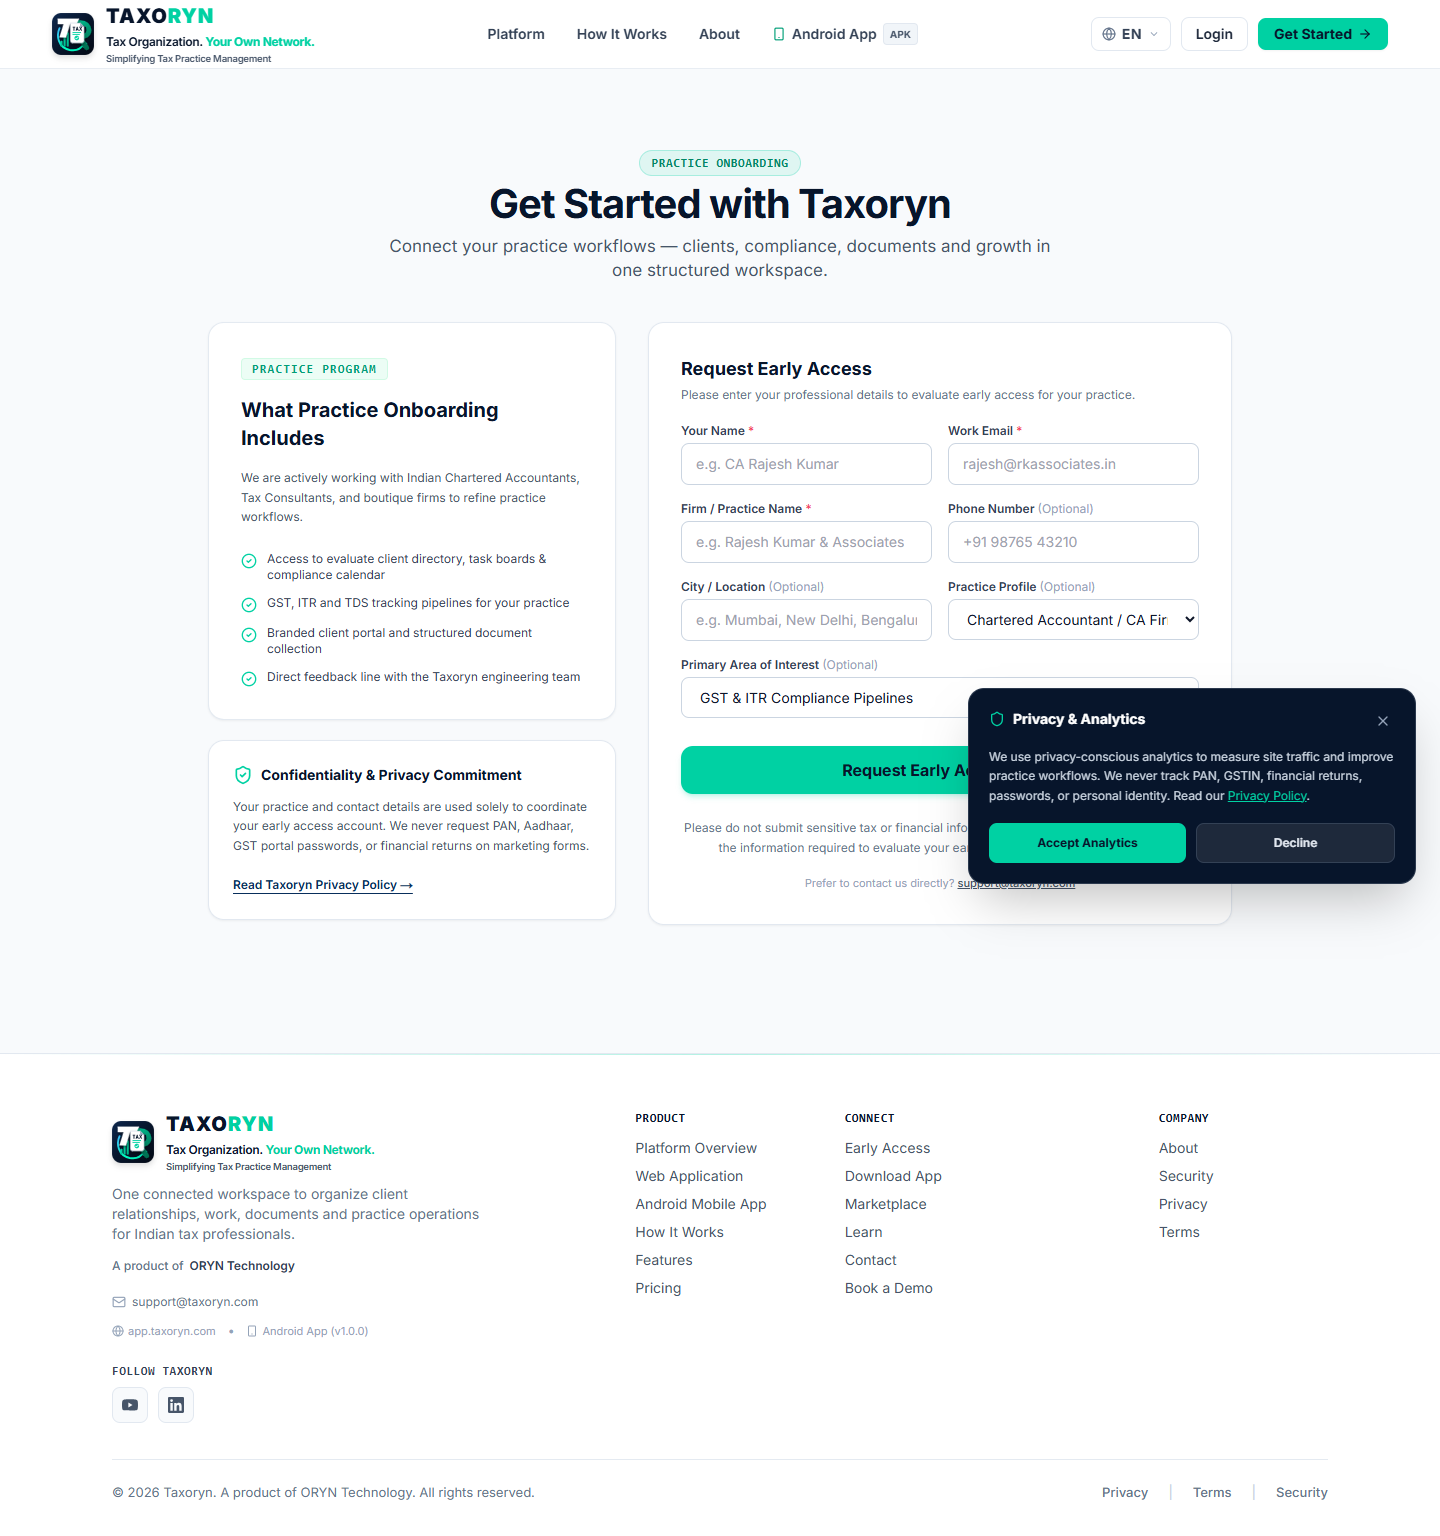 TAXORYN
Tax Organization. Your Own Network.
Simplifying Tax Practice Management
Platform
How It Works
About
Android App
APK
EN
Login
Get Started
PRACTICE ONBOARDING
Get Started with Taxoryn
Connect your practice workflows — clients, compliance, documents and growth in
one structured workspace.
PRACTICE PROGRAM
What Practice Onboarding
Includes
We are actively working with Indian Chartered Accountants,
Tax Consultants, and boutique firms to refine practice
workflows.
Access to evaluate client directory, task boards &
compliance calendar
GST, ITR and TDS tracking pipelines for your practice
Branded client portal and structured document
collection
Direct feedback line with the Taxoryn engineering team
Confidentiality & Privacy Commitment
Your practice and contact details are used solely to coordinate
your early access account. We never request PAN, Aadhaar,
GST portal passwords, or financial returns on marketing forms.
Read Taxoryn Privacy Policy →
Request Early Access
Please enter your professional details to evaluate early access for your practice.
Your Name *
Work Email *
e.g. CA Rajesh Kumar
rajesh@rkassociates.in
Firm / Practice Name *
Phone Number (Optional)
e.g. Rajesh Kumar & Associates
+91 98765 43210
City / Location (Optional)
Practice Profile (Optional)
e.g. Mumbai, New Delhi, Bengalur
Chartered Accountant / CA Fir
Primary Area of Interest (Optional)
GST & ITR Compliance Pipelines
Request Early A
Please do not submit sensitive tax or financial info
the information required to evaluate your ea
Prefer to contact us directly? support@taxoryn.com
Privacy & Analytics
We use privacy-conscious analytics to measure site traffic and improve
practice workflows. We never track PAN, GSTIN, financial returns,
passwords, or personal identity. Read our Privacy Policy.
Accept Analytics
Decline
TAXORYN
Tax Organization. Your Own Network.
Simplifying Tax Practice Management
One connected workspace to organize client
relationships, work, documents and practice operations
for Indian tax professionals.
A product of ORYN Technology
support@taxoryn.com
app.taxoryn.com • Android App (v1.0.0)
FOLLOW TAXORYN
PRODUCT
Platform Overview
Web Application
Android Mobile App
How It Works
Features
Pricing
CONNECT
Early Access
Download App
Marketplace
Learn
Contact
Book a Demo
COMPANY
About
Security
Privacy
Terms
© 2026 Taxoryn. A product of ORYN Technology. All rights reserved.
Privacy
Terms
Security